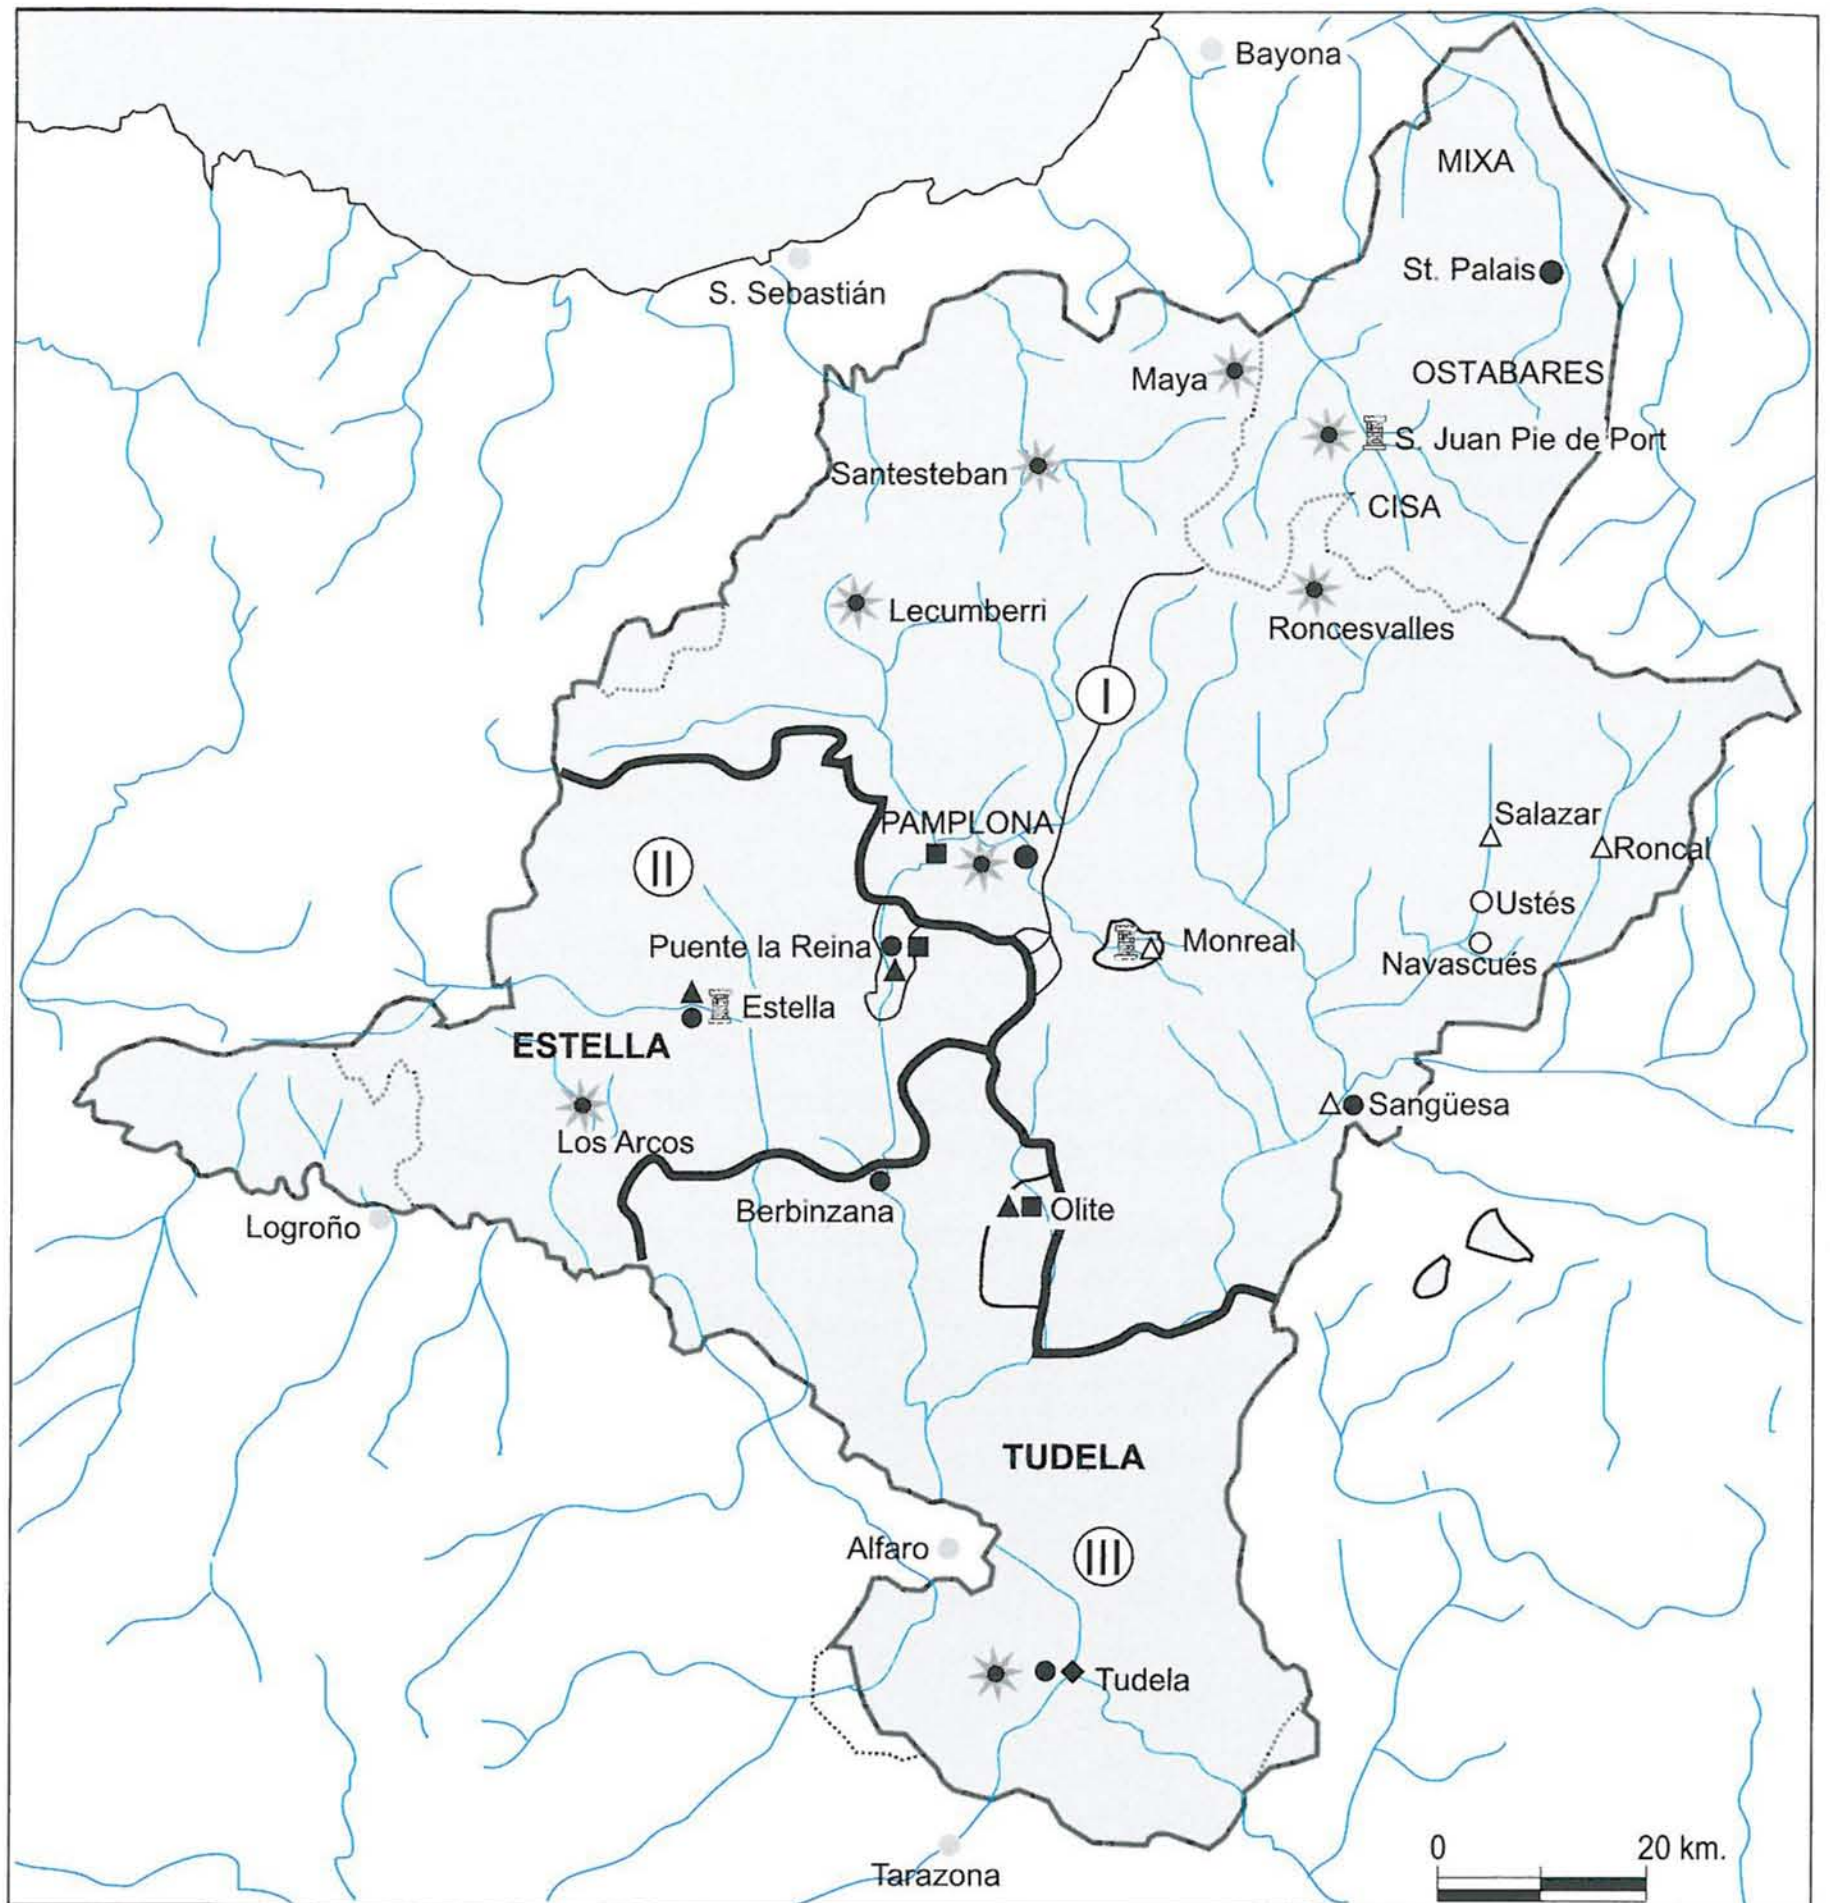 Bayona
MIXA
St. Palais
S. Sebastián
Maya
OSTABARES
S. Juan Pie de Port
Santesteban
CISA
Lecumberri
Roncesvalles
I
Salazar
PAMPLONA
Roncal
II
Ustés
Puente la Reina
Monreal
Navascués
Estella
ESTELLA
Sangüesa
Los Arcos
Berbinzana
Olite
Logroño
TUDELA
Alfaro
III
Tudela
0 20 km.
Tarazona